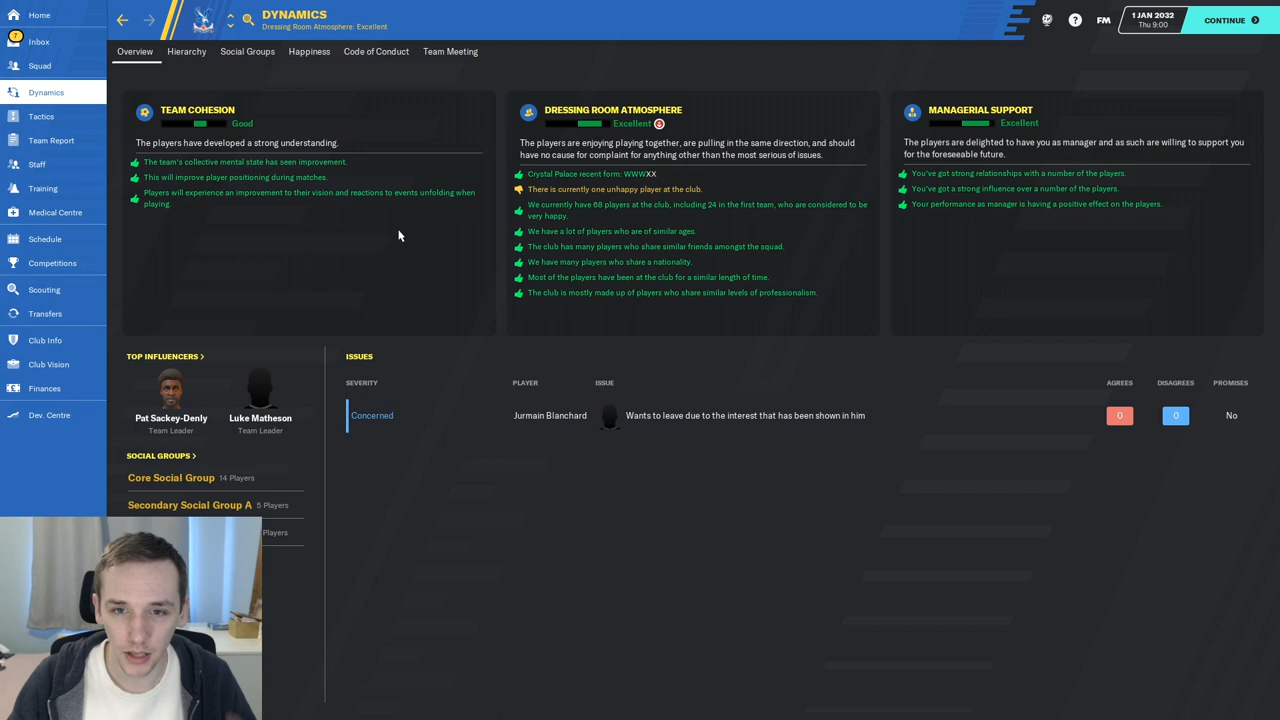 Home
7
Inbox
Squad
Dynamics
Tactics
Team Report
Staff
Training
Medical Centre
Schedule
Competitions
Scouting
Transfers
Club Info
Club Vision
Finances
Dev. Centre
DYNAMICS
Dressing Room Atmosphere: Excellent
?
FM
1 JAN 2032
Thu 9:00
CONTINUE
Overview
Hierarchy
Social Groups
Happiness
Code of Conduct
Team Meeting
TEAM COHESION
Good
The players have developed a strong understanding.
The team's collective mental state has seen improvement.
This will improve player positioning during matches.
Players will experience an improvement to their vision and reactions to events unfolding when
playing.
DRESSING ROOM ATMOSPHERE
Excellent
The players are enjoying playing together, are pulling in the same direction, and should
have no cause for complaint for anything other than the most serious of issues.
Crystal Palace recent form: WWWXX
There is currently one unhappy player at the club.
We currently have 68 players at the club, including 24 in the first team, who are considered to be
very happy.
We have a lot of players who are of similar ages.
The club has many players who share similar friends amongst the squad.
We have many players who share a nationality.
Most of the players have been at the club for a similar length of time.
The club is mostly made up of players who share similar levels of professionalism.
MANAGERIAL SUPPORT
Excellent
The players are delighted to have you as manager and as such are willing to support you
for the foreseeable future.
You've got strong relationships with a number of the players.
You've got a strong influence over a number of the players.
Your performance as manager is having a positive effect on the players.
TOP INFLUENCERS >
Pat Sackey-Denly
Team Leader
Luke Matheson
Team Leader
SOCIAL GROUPS >
Core Social Group 14 Players
Secondary Social Group A 5 Players
Players
ISSUES
SEVERITY
PLAYER
ISSUE
AGREES
DISAGREES
PROMISES
Concerned
Jurmain Blanchard
Wants to leave due to the interest that has been shown in him
0
0
No